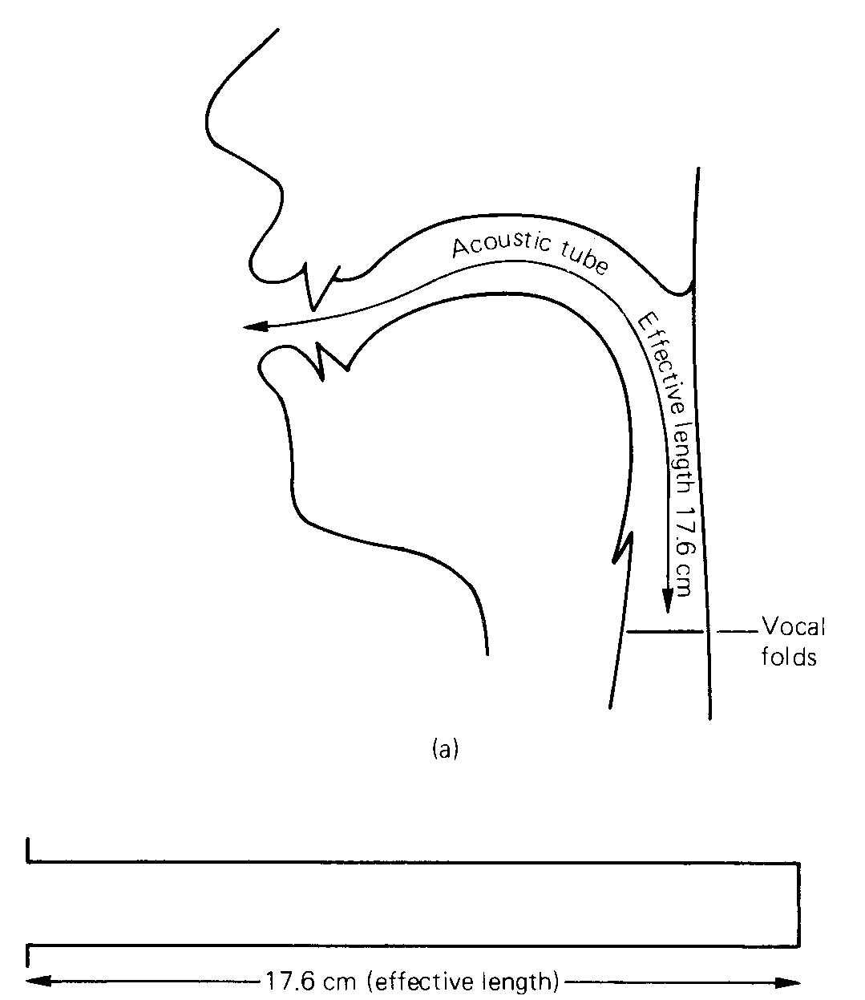 Acoustic tube
Effective length 17.6 cm
Vocal
folds
(a)
17.6 cm (effective length)